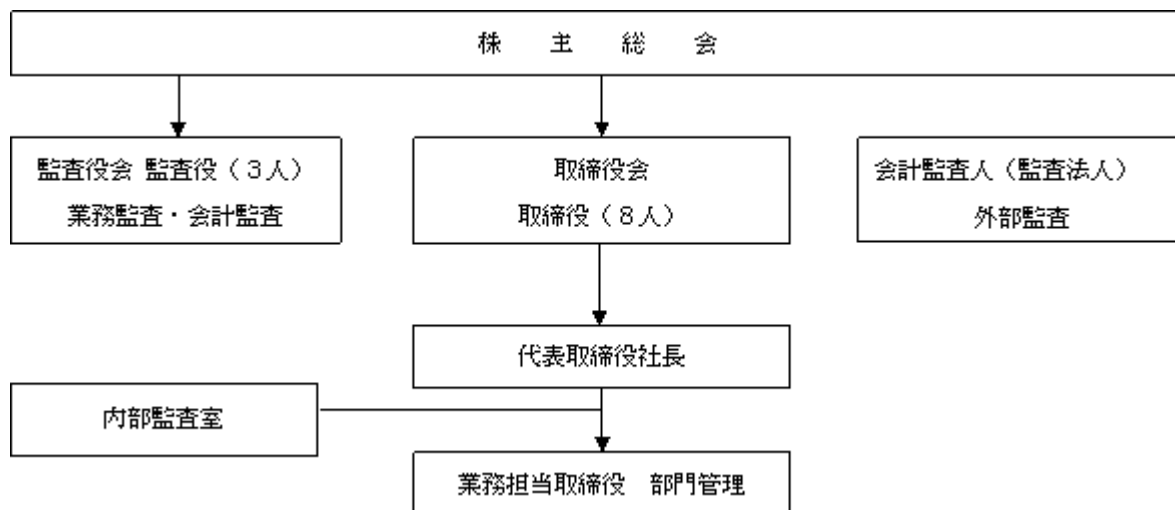 株 主 総 会
監査役会 監査役（３人）
業務監査・会計監査
取締役会
取締役（８人）
会計監査人（監査法人）
外部監査
代表取締役社長
内部監査室
業務担当取締役　部門管理